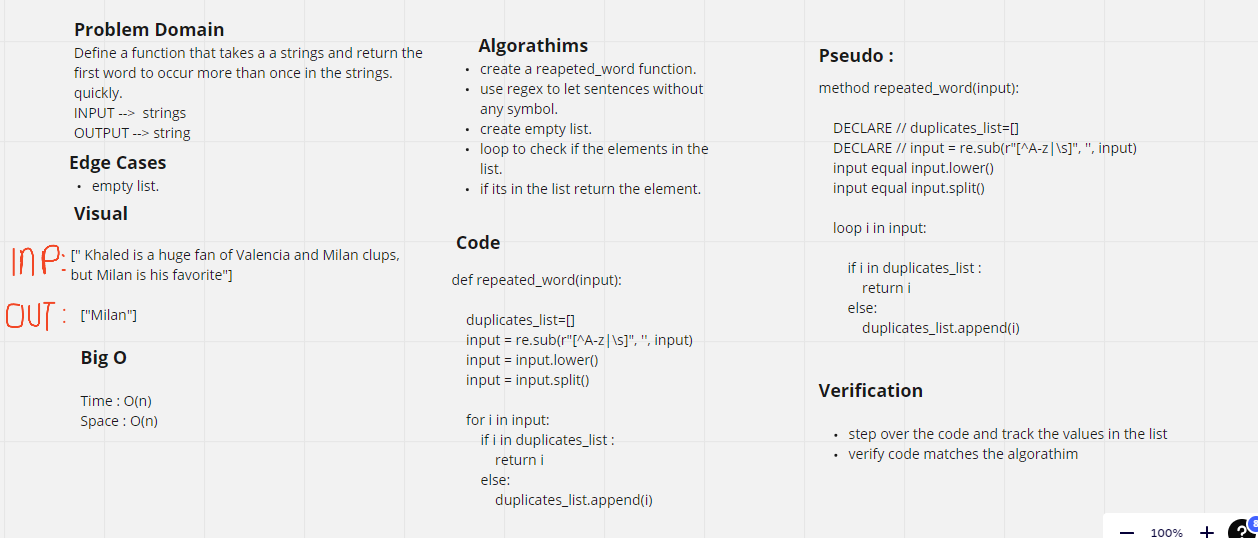 Problem Domain
Define a function that takes a a strings and return the
first word to occur more than once in the strings.
quickly.
INPUT --> strings
OUTPUT --> string
Edge Cases
• empty list.
Visual
INP:
[" Khaled is a huge fan of Valencia and Milan clups,
but Milan is his favorite"]
OUT :
["Milan"]
Big O
Time : O(n)
Space : O(n)
Algorathims
• create a reapeted_word function.
• use regex to let sentences without
any symbol.
• create empty list.
• loop to check if the elements in the
list.
• if its in the list return the element.
Code
def repeated_word(input):
duplicates_list=[]
input = re.sub(r"[^A-z|\s]", '', input)
input = input.lower()
input = input.split()
for i in input:
if i in duplicates_list :
return i
else:
duplicates_list.append(i)
Pseudo :
method repeated_word(input):
DECLARE // duplicates_list=[]
DECLARE // input = re.sub(r"[^A-z|\s]", '', input)
input equal input.lower()
input equal input.split()
loop i in input:
if i in duplicates_list :
return i
else:
duplicates_list.append(i)
Verification
• step over the code and track the values in the list
• verify code matches the algorathim
− 100% + ?